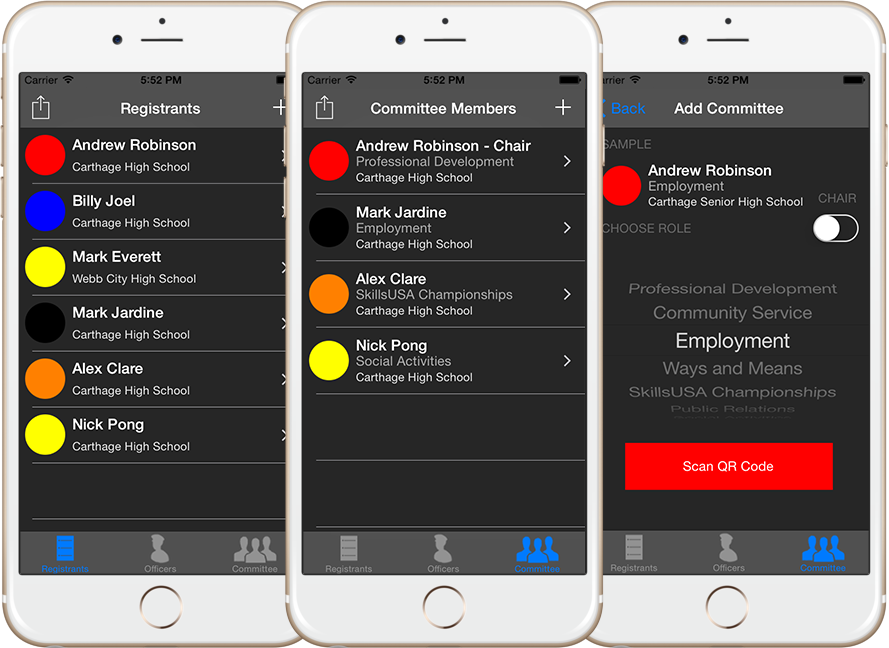 Carrier 5:52 PM
Registrants +
Andrew Robinson
Carthage High School
Billy Joel
Carthage High School
Mark Everett
Webb City High School
Mark Jardine
Carthage High School
Alex Clare
Carthage High School
Nick Pong
Carthage High School
Registrants Officers Committee
Carrier 5:52 PM
Committee Members +
Andrew Robinson - Chair
Professional Development
Carthage High School
Mark Jardine
Employment
Carthage High School
Alex Clare
SkillsUSA Championships
Carthage High School
Nick Pong
Social Activities
Carthage High School
Registrants Officers Committee
rrier 5:52 PM
Back Add Committee
SAMPLE
Andrew Robinson
Employment
Carthage Senior High School
CHAIR
CHOOSE ROLE
Professional Development
Community Service
Employment
Ways and Means
SkillsUSA Championships
Public Relations
Scan QR Code
Registrants Officers Committee